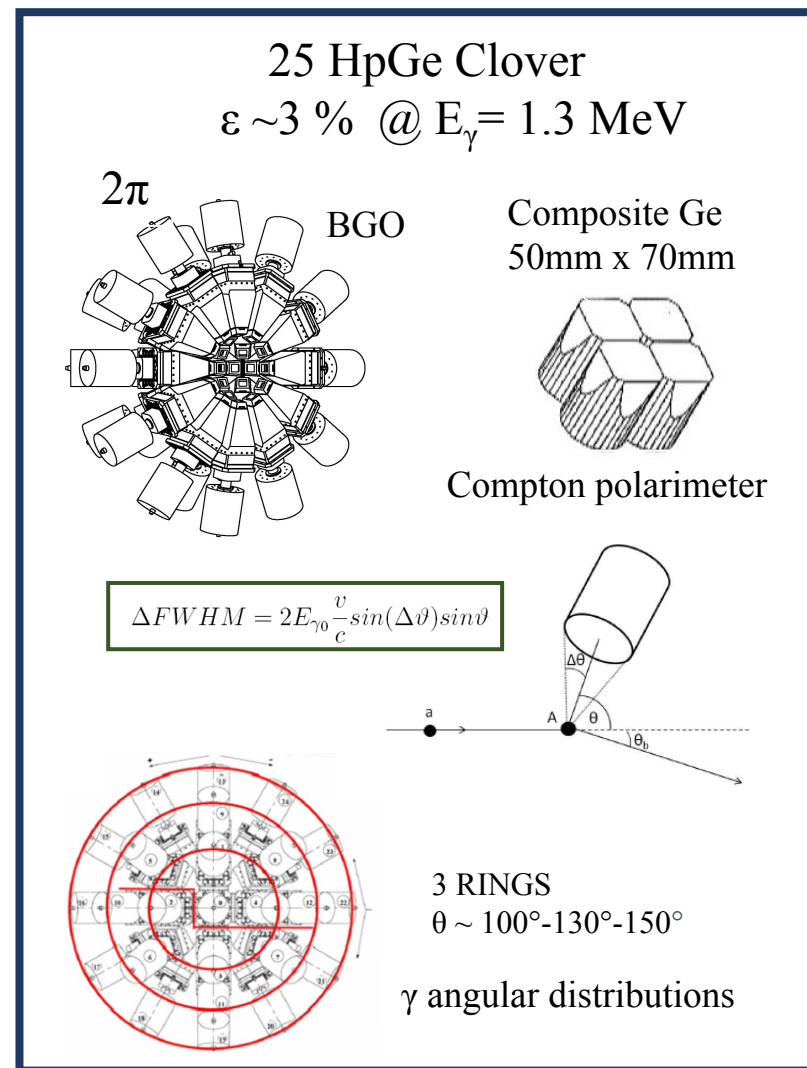 25 HpGe Clover
ε ~3 % @ Eγ= 1.3 MeV
2π
BGO
Composite Ge
50mm x 70mm
Compton polarimeter
ΔFWHM = 2Eγ0 v/c sin(Δϑ)sinϑ
Δθ
a
A
θ
θb
3 RINGS
θ ~ 100°-130°-150°
γ angular distributions